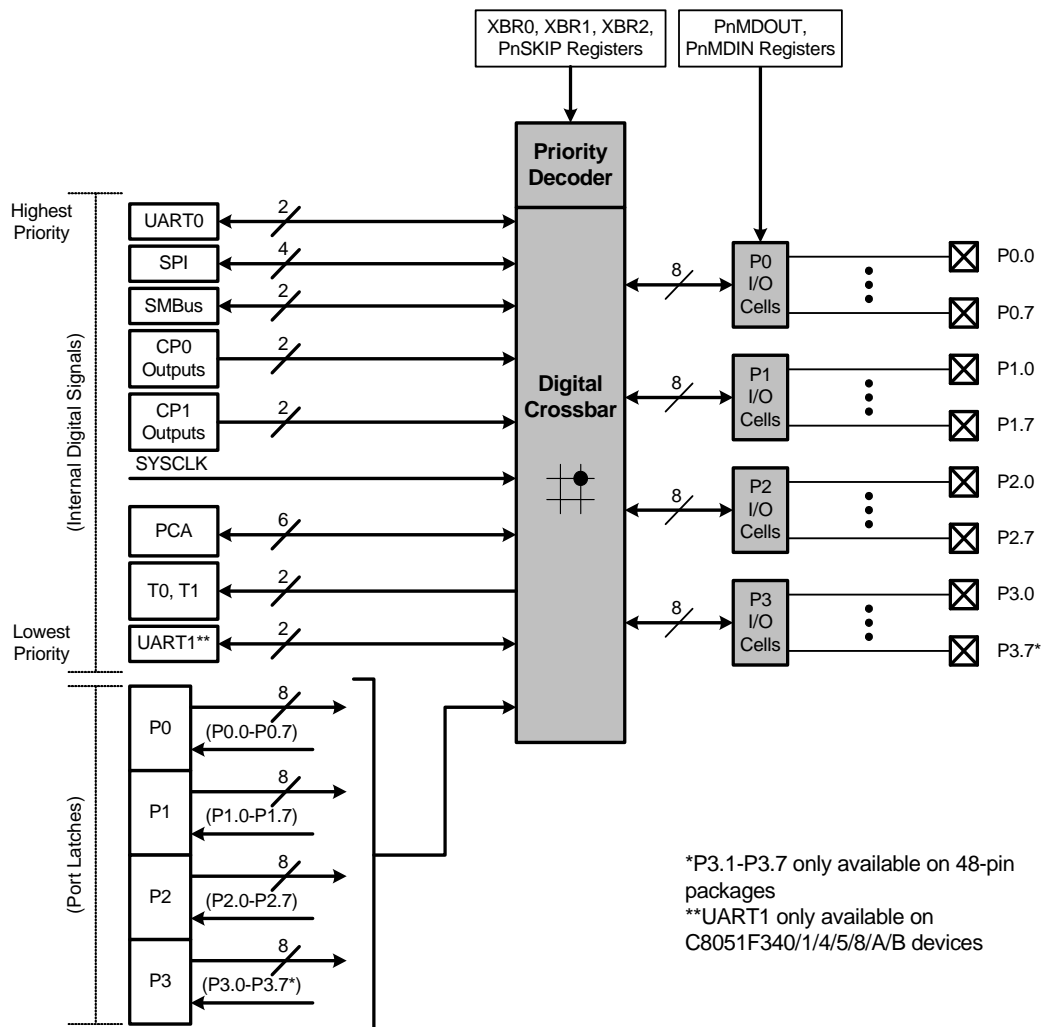 XBR0, XBR1, XBR2,
PnSKIP Registers
PnMDOUT,
PnMDIN Registers
Priority
Decoder
Digital
Crossbar
Highest
Priority
(Internal Digital Signals)
Lowest
Priority
UART0
2
SPI
4
SMBus
2
CP0
Outputs
2
CP1
Outputs
2
SYSCLK
PCA
6
T0, T1
2
UART1**
2
(Port Latches)
P0
8
(P0.0-P0.7)
P1
8
(P1.0-P1.7)
P2
8
(P2.0-P2.7)
P3
8
(P3.0-P3.7*)
8
P0
I/O
Cells
P0.0
P0.7
8
P1
I/O
Cells
P1.0
P1.7
8
P2
I/O
Cells
P2.0
P2.7
8
P3
I/O
Cells
P3.0
P3.7*
*P3.1-P3.7 only available on 48-pin
packages
**UART1 only available on
C8051F340/1/4/5/8/A/B devices